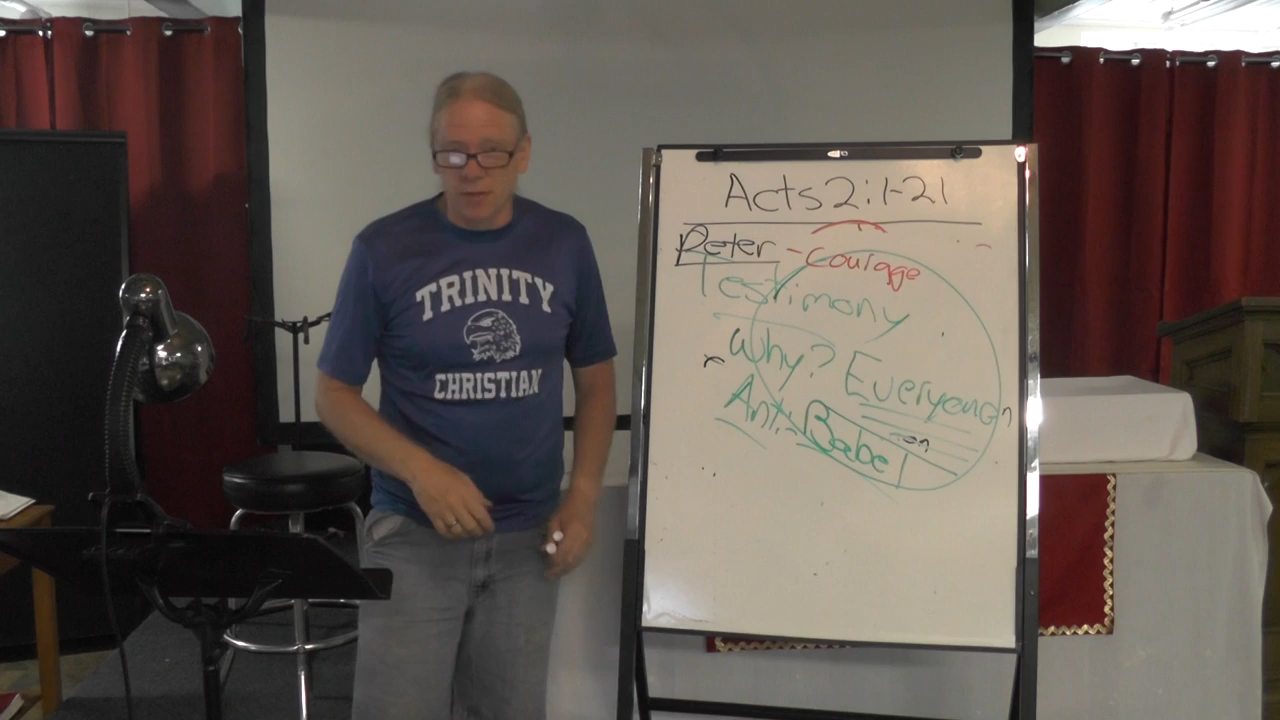 TRINITY
CHRISTIAN
Acts 2:1-21
Peter - Courage
Testimony
Why? Everyone
Anti-Babel